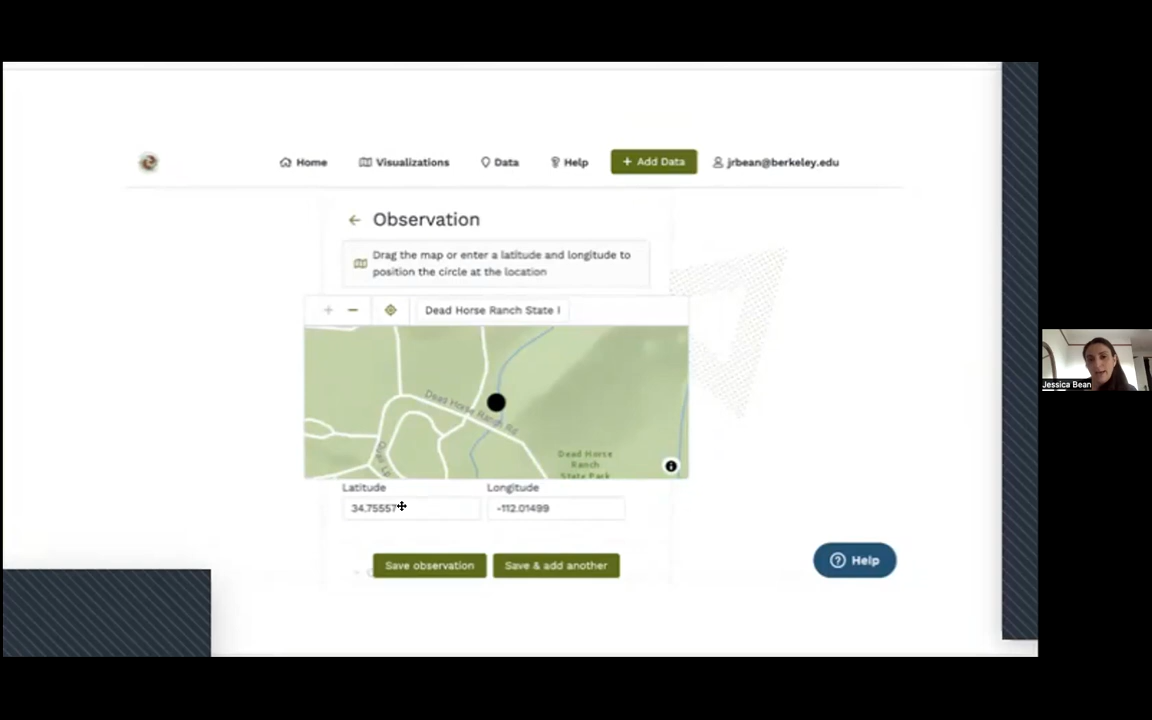 Home Visualizations Data Help + Add Data jrbean@berkeley.edu
Observation
Drag the map or enter a latitude and longitude to
position the circle at the location
Dead Horse Ranch State
Dead Horse Ranch Rd
Dead Horse
Ranch
State Park
Latitude Longitude
34.75557 -112.01499
Save observation Save & add another
Help
Jessica Bean